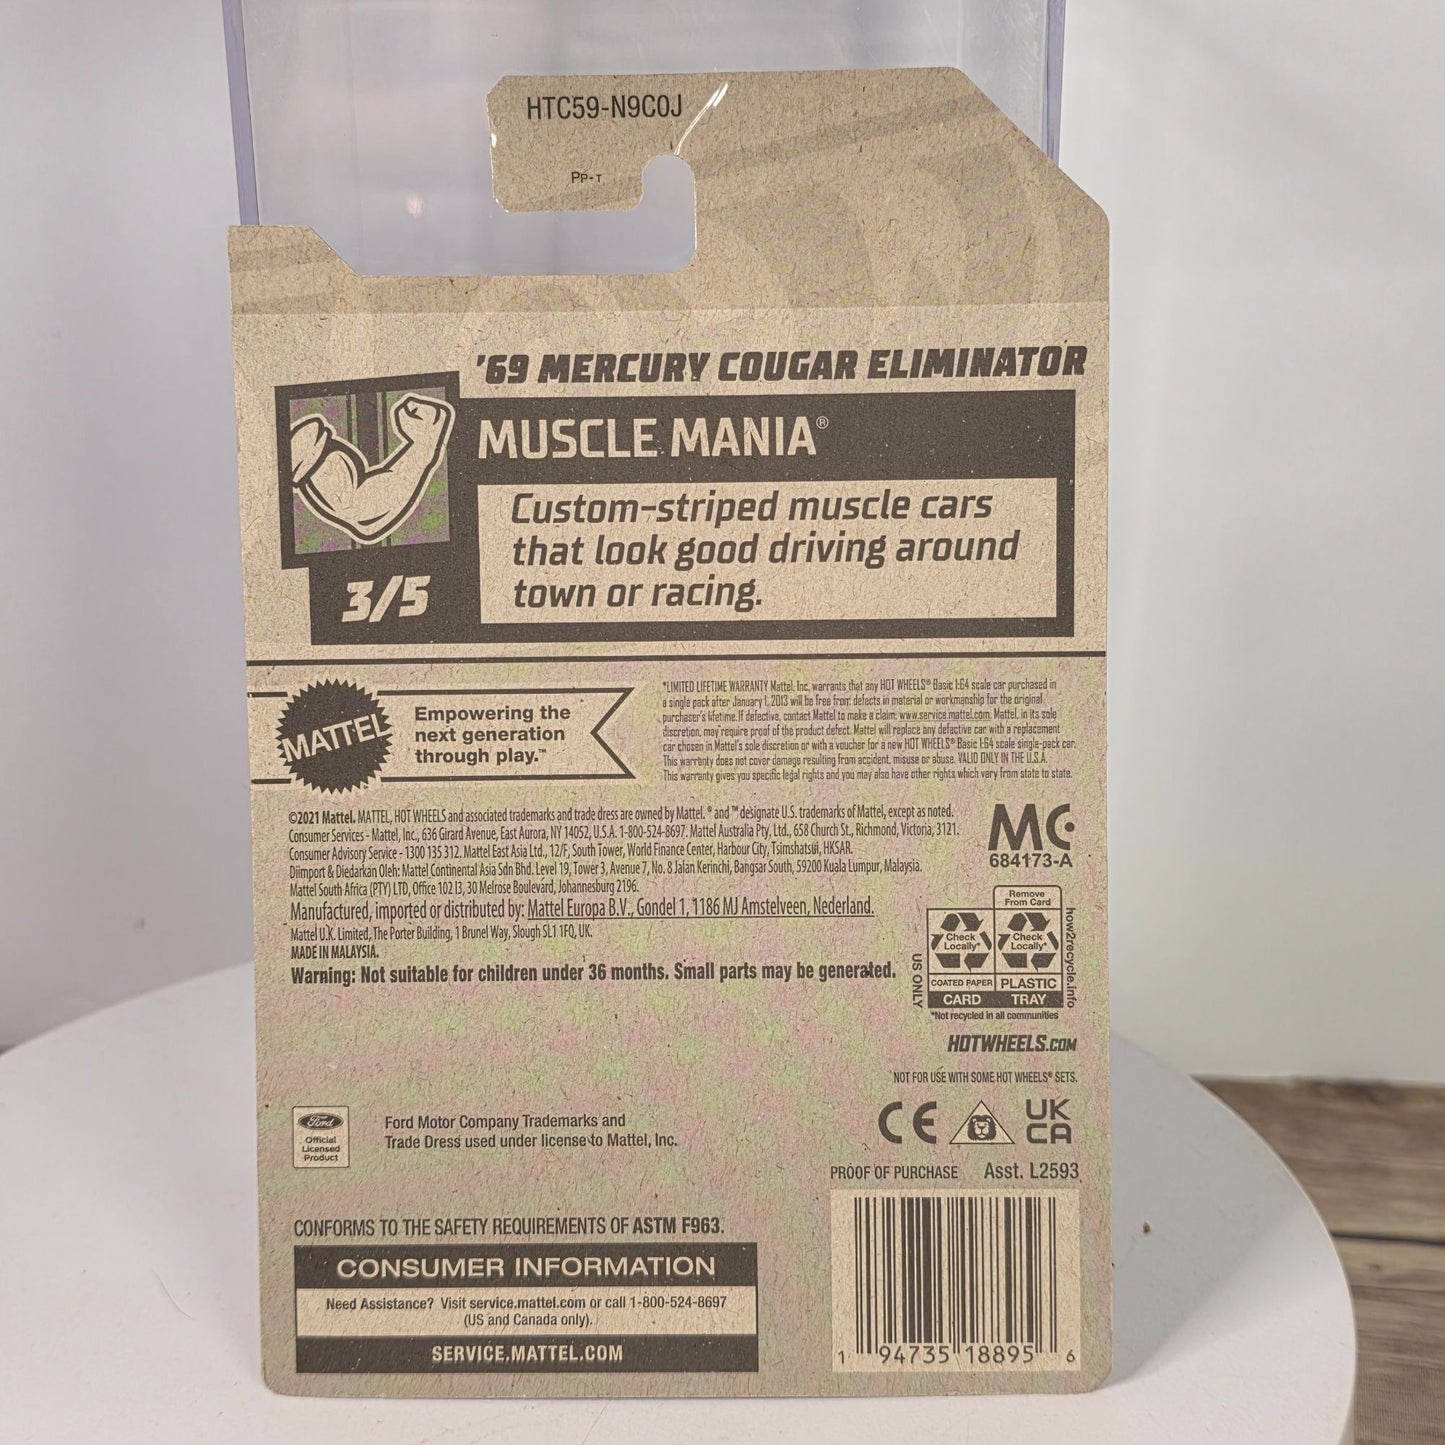 HTC59-N9C0J
PP-T
'69 MERCURY COUGAR ELIMINATOR
MUSCLE MANIA®
Custom-striped muscle cars
that look good driving around
town or racing.
3/5
MATTEL
Empowering the
next generation
through play.™
*LIMITED LIFETIME WARRANTY Mattel, Inc. warrants that any HOT WHEELS® Basic 1:64 scale car purchased in
a single pack after January 1, 2013 will be free from defects in material or workmanship for the original
purchaser's lifetime. If defective, contact Mattel to make a claim: www.service.mattel.com. Mattel, in its sole
discretion, may require proof of the product defect. Mattel will replace any defective car with a replacement
car chosen in Mattel's sole discretion or with a voucher for a new HOT WHEELS® Basic 1:64 scale single-pack car.
This warranty does not cover damage resulting from accident, misuse or abuse. VALID ONLY IN THE U.S.A.
This warranty gives you specific legal rights and you may also have other rights which vary from state to state.
©2021 Mattel. MATTEL, HOT WHEELS and associated trademarks and trade dress are owned by Mattel. ® and ™ designate U.S. trademarks of Mattel, except as noted.
Consumer Services - Mattel, Inc., 636 Girard Avenue, East Aurora, NY 14052, U.S.A. 1-800-524-8697. Mattel Australia Pty. Ltd., 658 Church St., Richmond, Victoria, 3121.
Consumer Advisory Service - 1300 135 312. Mattel East Asia Ltd., 12/F, South Tower, World Finance Center, Harbour City, Tsimshatsui, HKSAR.
Diimport & Diedarkan Oleh: Mattel Continental Asia Sdn Bhd. Level 19, Tower 3, Avenue 7, No. 8 Jalan Kerinchi, Bangsar South, 59200 Kuala Lumpur, Malaysia.
Mattel South Africa (PTY) LTD, Office 102 I3, 30 Melrose Boulevard, Johannesburg 2196.
Manufactured, imported or distributed by: Mattel Europa B.V., Gondel 1, 1186 MJ Amstelveen, Nederland.
Mattel U.K. Limited, The Porter Building, 1 Brunel Way, Slough SL1 1FQ, UK.
MADE IN MALAYSIA.
Warning: Not suitable for children under 36 months. Small parts may be generated.
MC
684173-A
Remove
From Card
Check
Locally*
Check
Locally*
COATED PAPER
PLASTIC
CARD
TRAY
US ONLY
how2recycle.info
*Not recycled in all communities
HOTWHEELS.COM
NOT FOR USE WITH SOME HOT WHEELS® SETS.
CE
UK
CA
Ford
Official
Licensed
Product
Ford Motor Company Trademarks and
Trade Dress used under license to Mattel, Inc.
PROOF OF PURCHASE Asst. L2593
CONFORMS TO THE SAFETY REQUIREMENTS OF ASTM F963.
CONSUMER INFORMATION
Need Assistance? Visit service.mattel.com or call 1-800-524-8697
(US and Canada only).
SERVICE.MATTEL.COM
1 94735 18895 6